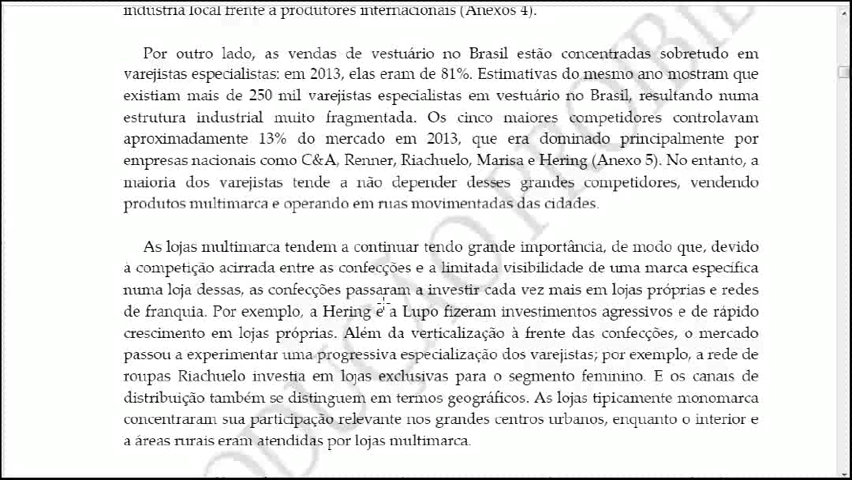 indústria local frente a produtores internacionais (Anexos 4).
Por outro lado, as vendas de vestuário no Brasil estão concentradas sobretudo em
varejistas especialistas: em 2013, elas eram de 81%. Estimativas do mesmo ano mostram que
existiam mais de 250 mil varejistas especialistas em vestuário no Brasil, resultando numa
estrutura industrial muito fragmentada. Os cinco maiores competidores controlavam
aproximadamente 13% do mercado em 2013, que era dominado principalmente por
empresas nacionais como C&A, Renner, Riachuelo, Marisa e Hering (Anexo 5). No entanto, a
maioria dos varejistas tende a não depender desses grandes competidores, vendendo
produtos multimarca e operando em ruas movimentadas das cidades.
As lojas multimarca tendem a continuar tendo grande importância, de modo que, devido
à competição acirrada entre as confecções e a limitada visibilidade de uma marca específica
numa loja dessas, as confecções passaram a investir cada vez mais em lojas próprias e redes
de franquia. Por exemplo, a Hering e a Lupo fizeram investimentos agressivos e de rápido
crescimento em lojas próprias. Além da verticalização à frente das confecções, o mercado
passou a experimentar uma progressiva especialização dos varejistas; por exemplo, a rede de
roupas Riachuelo investia em lojas exclusivas para o segmento feminino. E os canais de
distribuição também se distinguem em termos geográficos. As lojas tipicamente monomarca
concentraram sua participação relevante nos grandes centros urbanos, enquanto o interior e
a áreas rurais eram atendidas por lojas multimarca.